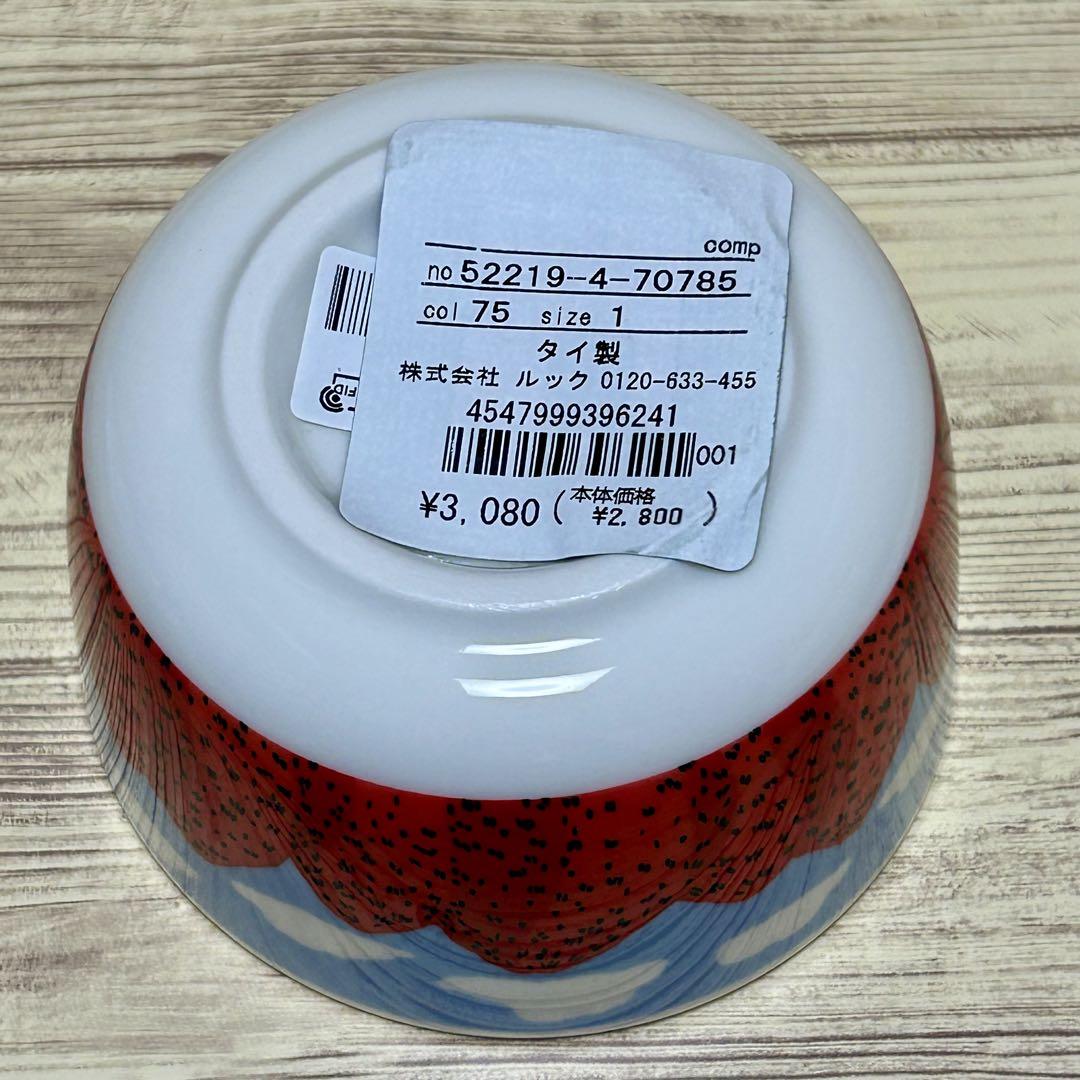 comp
no 52219-4-70785
col 75 size 1
タイ製
株式会社 ルック 0120-633-455
4547999396241
001
¥3,080(本体価格 ¥2,800)
FID